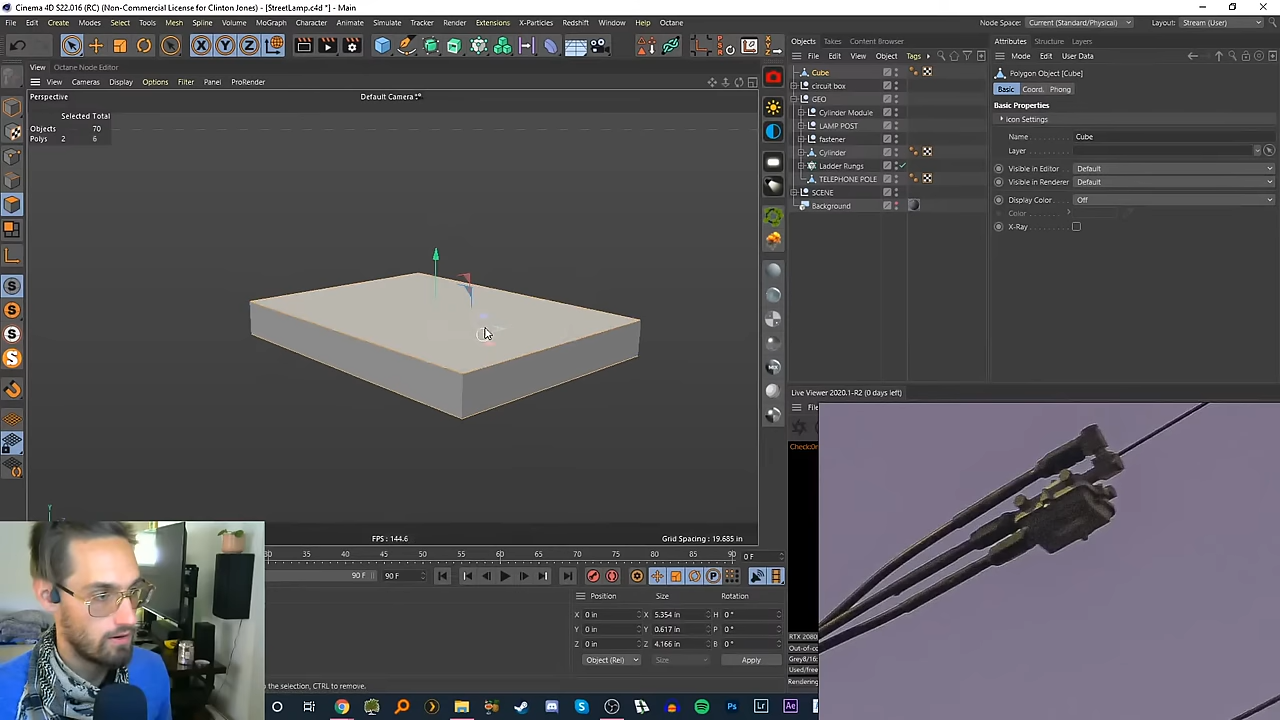 Cinema 4D S22.016 (RC) (Non-Commercial License for Clinton Jones) - [StreetLamp.c4d *] - Main
File Edit Create Modes Select Tools Mesh Spline Volume MoGraph Character Animate Simulate Tracker Render Extensions X-Particles Redshift Window Help Octane
Node Space: Current (Standard/Physical) Layout: Stream (User)
X Y Z PSR
View Octane Node Editor
View Cameras Display Options Filter Panel ProRender
Perspective
Default Camera
Selected Total
Objects 70
Polys 2 6
FPS : 144.6
Grid Spacing : 19.685 in
Objects Takes Content Browser
File Edit View Object Tags
Cube
circuit box
GEO
Cylinder Module
LAMP POST
fastener
Cylinder
Ladder Rungs
TELEPHONE POLE
SCENE
Background
Attributes Structure Layers
Mode Edit User Data
Polygon Object [Cube]
Basic Coord. Phong
Basic Properties
Icon Settings
Name Cube
Layer
Visible in Editor Default
Visible in Renderer Default
Display Color Off
Color
X-Ray
Live Viewer 2020.1-R2 (0 days left)
30 35 40 45 50 55 60 65 70 75 80 85 90 0 F
90 F 90 F
Position Size Rotation
X 0 in X 5.354 in H 0 °
Y 0 in Y 0.617 in P 0 °
Z 0 in Z 4.166 in B 0 °
Object (Rel) Size Apply
the selection, CTRL to remove.